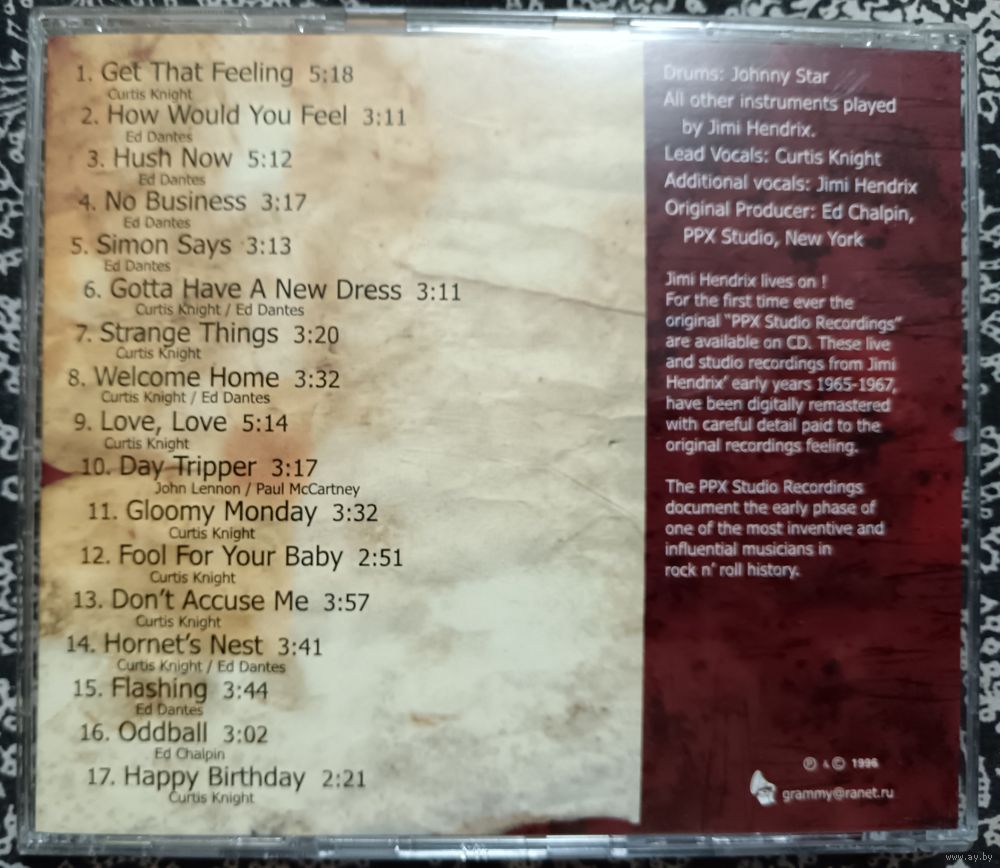 1. Get That Feeling 5:18
Curtis Knight
2. How Would You Feel 3:11
Ed Dantes
3. Hush Now 5:12
Ed Dantes
4. No Business 3:17
Ed Dantes
5. Simon Says 3:13
Ed Dantes
6. Gotta Have A New Dress 3:11
Curtis Knight / Ed Dantes
7. Strange Things 3:20
Curtis Knight
8. Welcome Home 3:32
Curtis Knight / Ed Dantes
9. Love, Love 5:14
Curtis Knight
10. Day Tripper 3:17
John Lennon / Paul McCartney
11. Gloomy Monday 3:32
Curtis Knight
12. Fool For Your Baby 2:51
Curtis Knight
13. Don't Accuse Me 3:57
Curtis Knight
14. Hornet's Nest 3:41
Curtis Knight / Ed Dantes
15. Flashing 3:44
Ed Dantes
16. Oddball 3:02
Ed Chalpin
17. Happy Birthday 2:21
Curtis Knight
Drums: Johnny Star
All other instruments played
by Jimi Hendrix.
Lead Vocals: Curtis Knight
Additional vocals: Jimi Hendrix
Original Producer: Ed Chalpin,
PPX Studio, New York
Jimi Hendrix lives on !
For the first time ever the
original "PPX Studio Recordings"
are available on CD. These live
and studio recordings from Jimi
Hendrix' early years 1965-1967,
have been digitally remastered
with careful detail paid to the
original recordings feeling.
The PPX Studio Recordings
document the early phase of
one of the most inventive and
influential musicians in
rock n' roll history.
℗ & © 1996
grammy@ranet.ru
www.ay.by